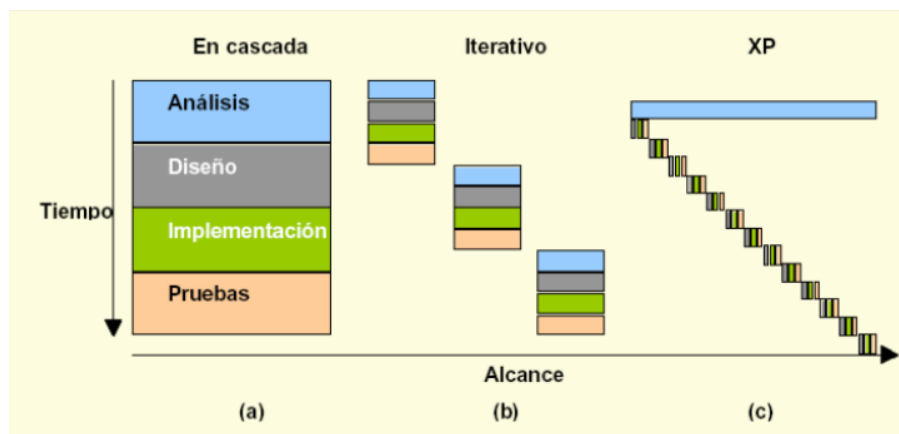 En cascada
Iterativo
XP
Análisis
Diseño
Tiempo
Implementación
Pruebas
Alcance
(a)
(b)
(c)